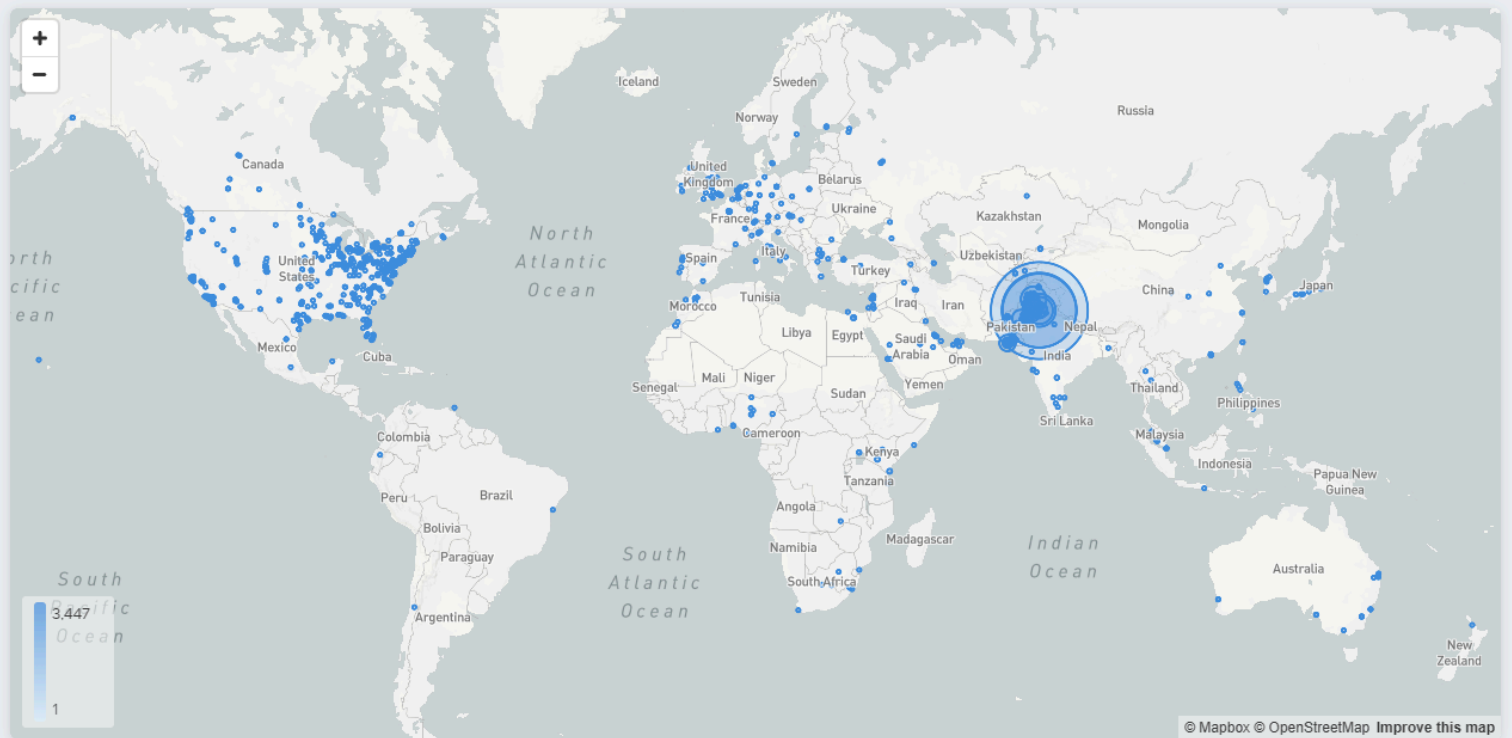 +
−
Iceland
Sweden
Norway
Russia
Canada
United
Kingdom
Belarus
Ukraine
France
Kazakhstan
Mongolia
North
Atlantic
Ocean
orth
cific
ean
United
States
Spain
Italy
Turkey
Uzbekistan
China
Japan
Morocco
Tunisia
Iraq
Iran
Pakistan
Nepal
Libya
Egypt
Saudi
Arabia
Oman
India
Mexico
Cuba
Senegal
Mali
Niger
Sudan
Yemen
Thailand
Philippines
Sri Lanka
Colombia
Cameroon
Kenya
Malaysia
Indonesia
Papua New
Guinea
Peru
Brazil
Tanzania
Angola
Bolivia
Namibia
Madagascar
Paraguay
South
Atlantic
Ocean
Indian
Ocean
South Africa
Australia
South
Pacific
Ocean
3,447
1
Argentina
New
Zealand
© Mapbox © OpenStreetMap Improve this map